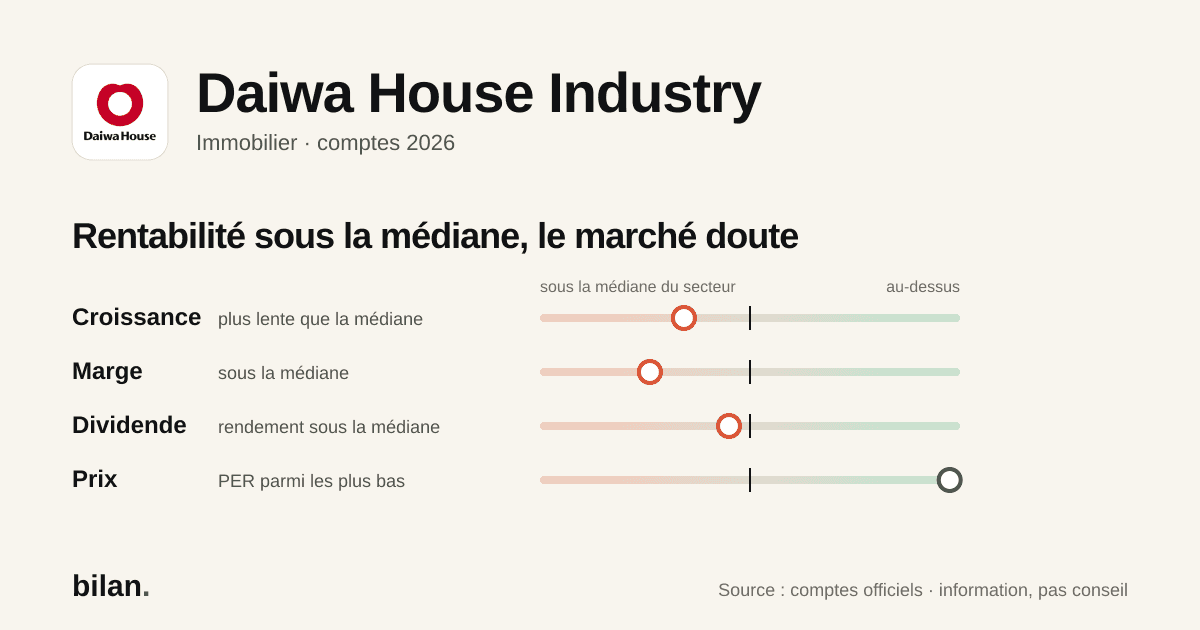 Daiwa House
Daiwa House Industry
Immobilier · comptes 2026
Rentabilité sous la médiane, le marché doute
sous la médiane du secteur au-dessus
Croissance plus lente que la médiane
Marge sous la médiane
Dividende rendement sous la médiane
Prix PER parmi les plus bas
bilan.
Source : comptes officiels · information, pas conseil